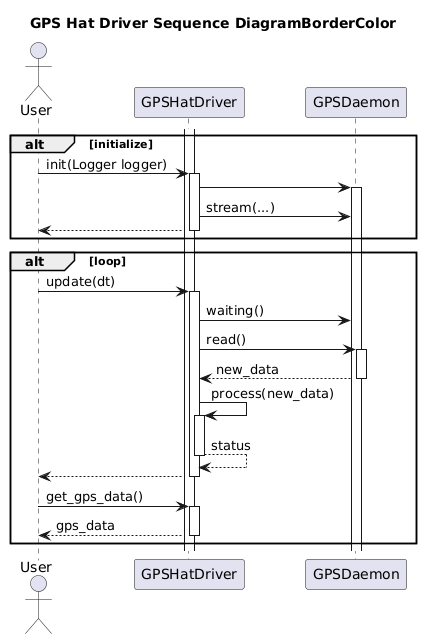 GPS Hat Driver Sequence DiagramBorderColor
User
GPSHatDriver
GPSDaemon
alt [initialize]
init(Logger logger)
stream(...)
alt [loop]
update(dt)
waiting()
read()
new_data
process(new_data)
status
get_gps_data()
gps_data
User
GPSHatDriver
GPSDaemon